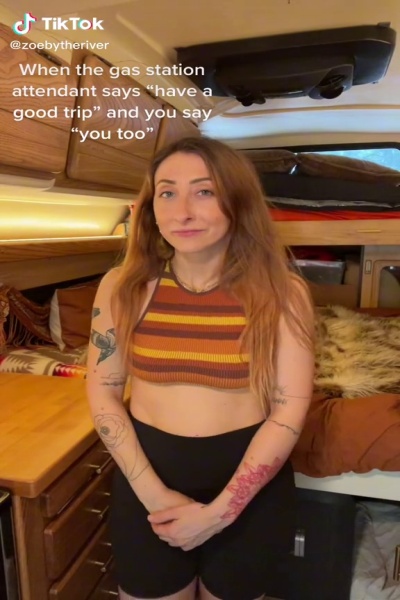 TikTok
@zoebytheriver
When the gas station
attendant says “have a
good trip” and you say
“you too”